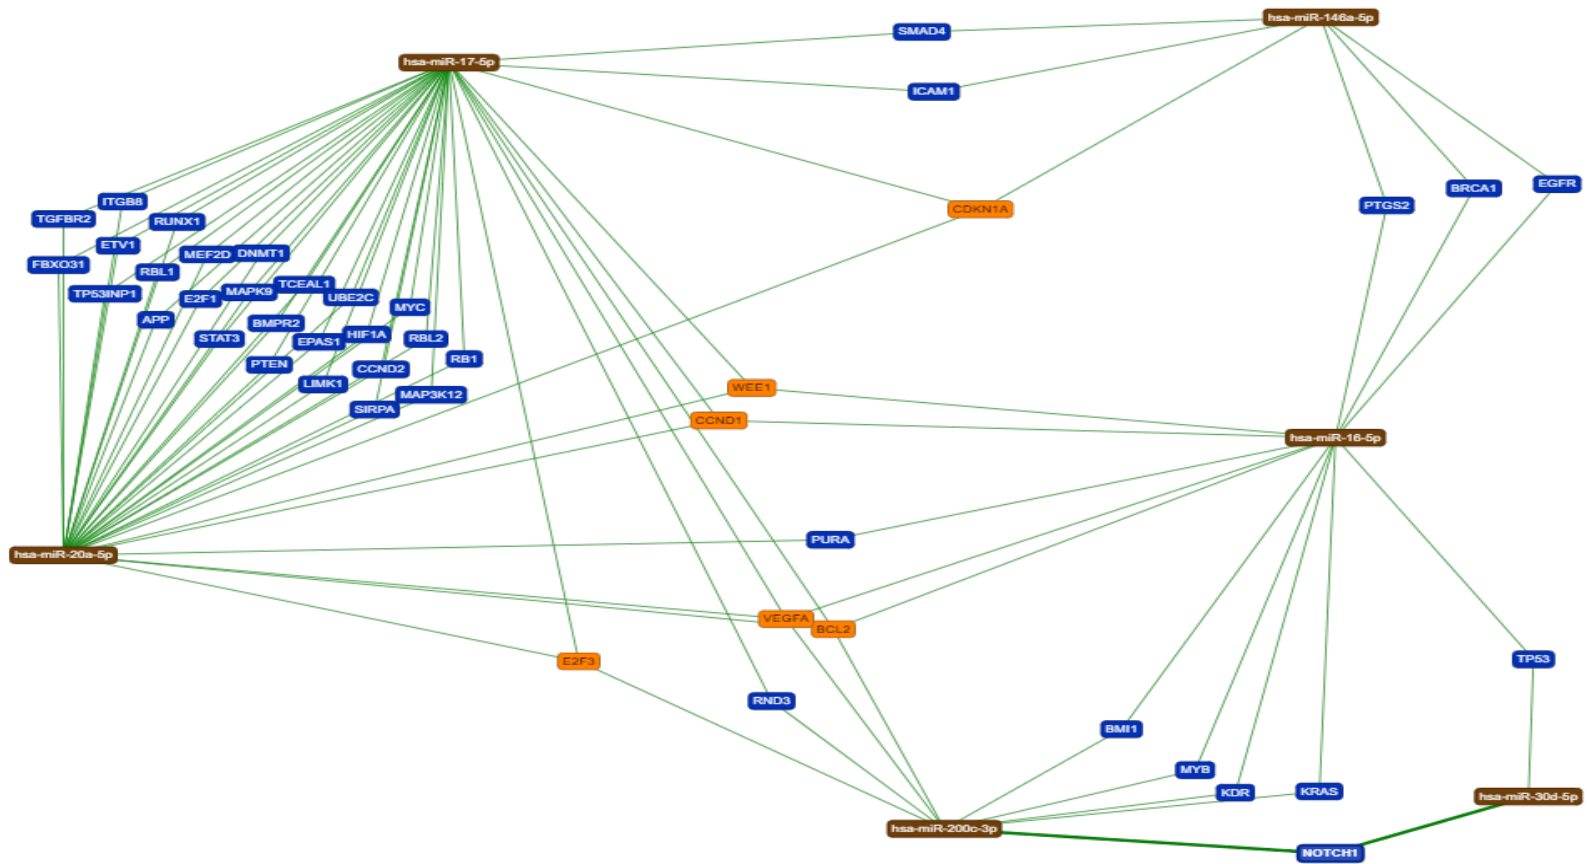 hsa-miR-146a-5p
SMAD4
hsa-miR-17-5p
ICAM1
EGFR
BRCA1
ITGB8
PTGS2
CDKN1A
TGFBR2
RUNX1
ETV1
DNMT1
MEF2D
FBXO31
RBL1
TCEAL1
MAPK9
TP53INP1
UBE2C
E2F1
MYC
APP
BMPR2
HIF1A
STAT3
RBL2
EPAS1
RB1
PTEN
CCND2
LIMK1
WEE1
MAP3K12
SIRPA
CCND1
hsa-miR-16-5p
PURA
hsa-miR-20a-5p
VEGFA
BCL2
TP53
E2F3
RND3
BMI1
MYB
KRAS
KDR
hsa-miR-30d-5p
hsa-miR-200c-3p
NOTCH1